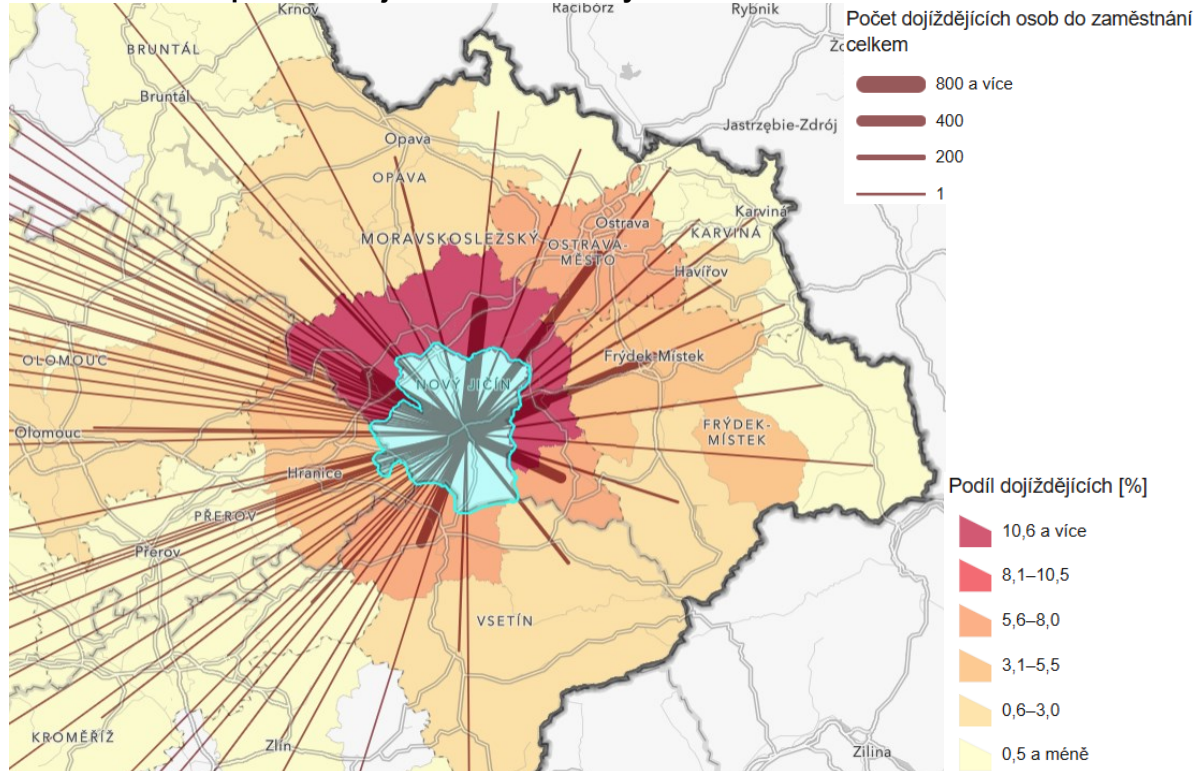 Krnov
Racibórz
Rybnik
Počet dojíždějících osob do zaměstnání
celkem
BRUNTÁL
Bruntál
800 a více
400
200
1
Jastrzębie-Zdrój
Opava
OPAVA
Karviná
KARVINÁ
Ostrava
MORAVSKOSLEZSKÝ
OSTRAVA-
MĚSTO
Havířov
OLOMOUC
Frýdek-Místek
NOVÝ JIČÍN
Olomouc
FRÝDEK-
MÍSTEK
Hranice
PŘEROV
Přerov
VSETÍN
KROMĚŘÍŽ
Zlín
Zilina
Podíl dojíždějících [%]
10,6 a více
8,1–10,5
5,6–8,0
3,1–5,5
0,6–3,0
0,5 a méně